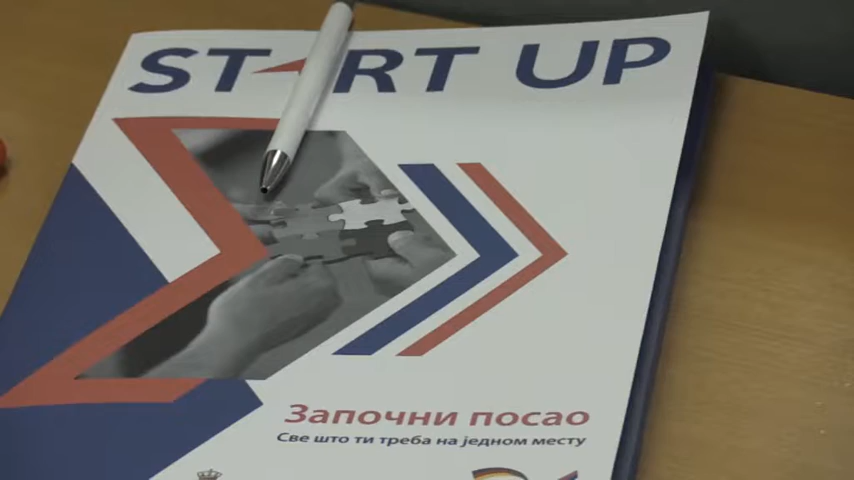 START UP
Започни посао
Све што ти треба на једном месту